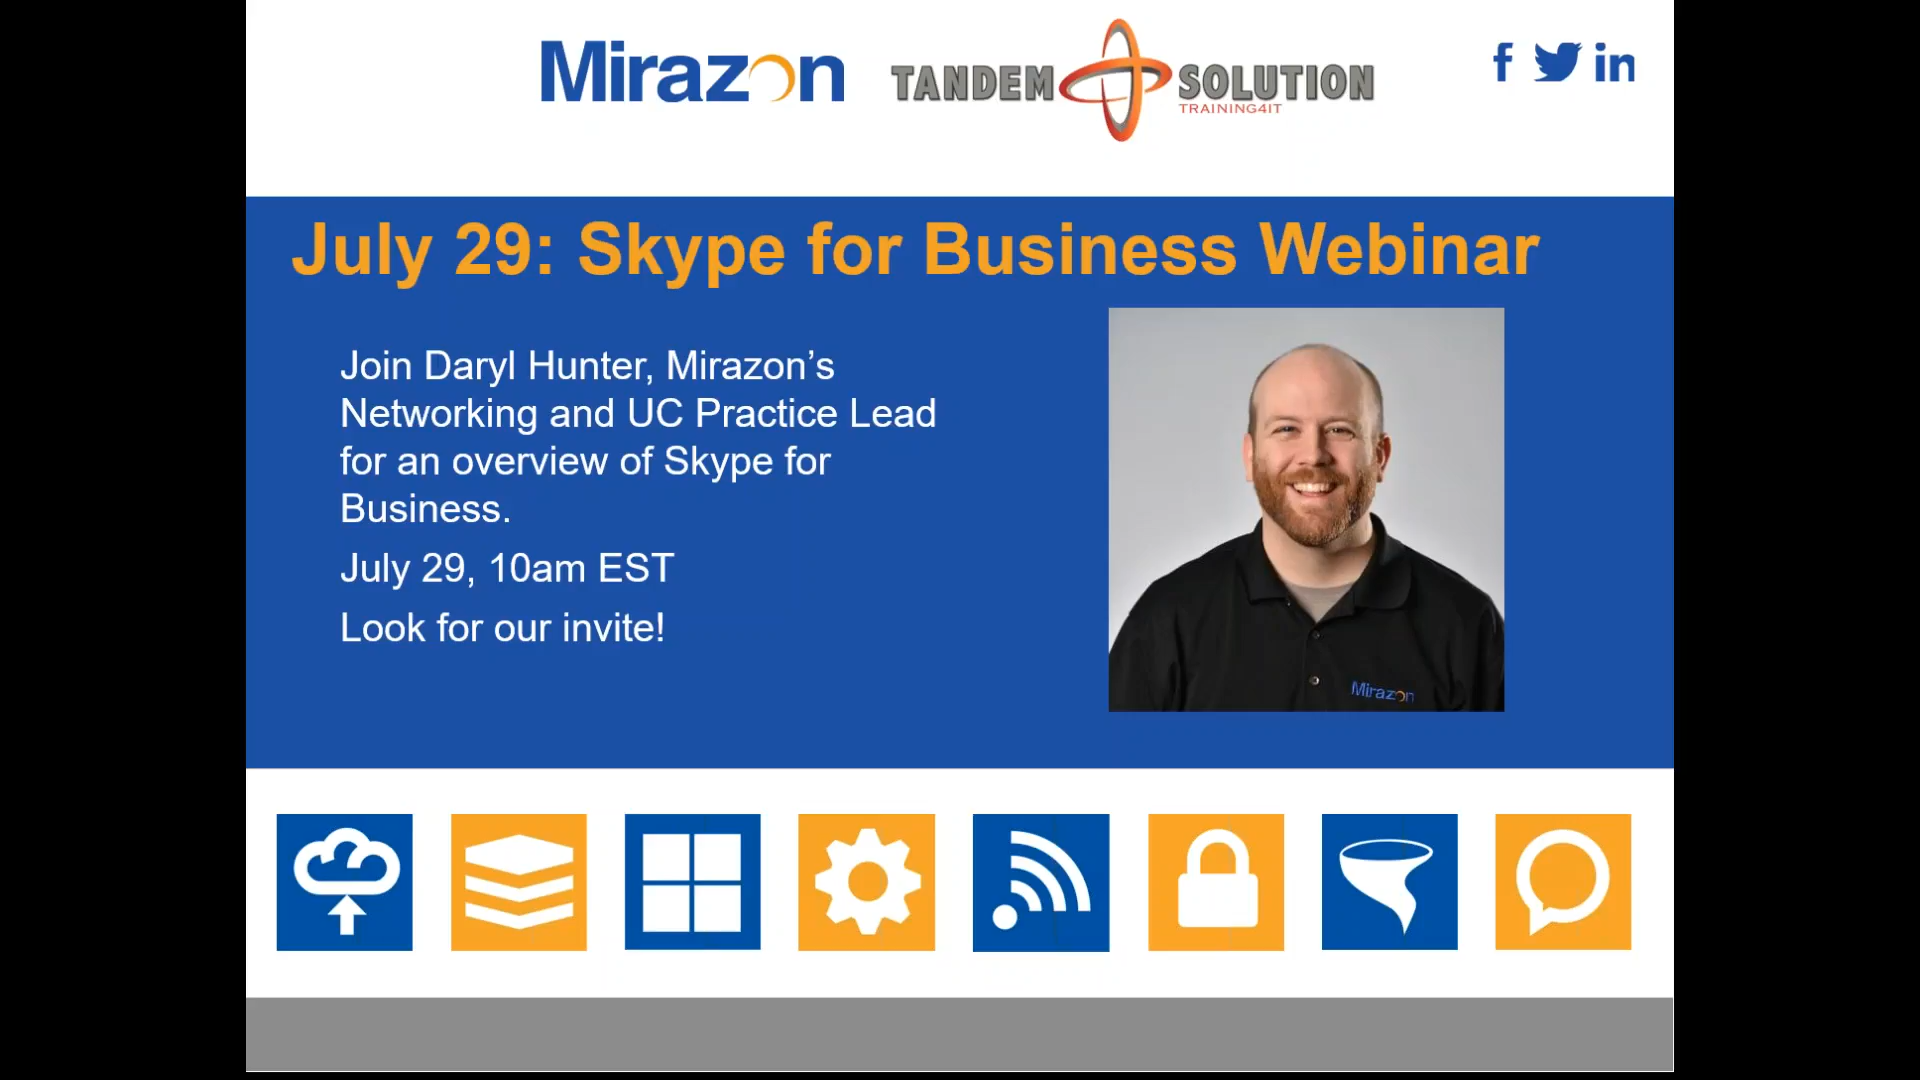 Mirazon
TANDEM SOLUTION
TRAINING4IT
f in
July 29: Skype for Business Webinar
Join Daryl Hunter, Mirazon’s
Networking and UC Practice Lead
for an overview of Skype for
Business.
July 29, 10am EST
Look for our invite!
Mirazon